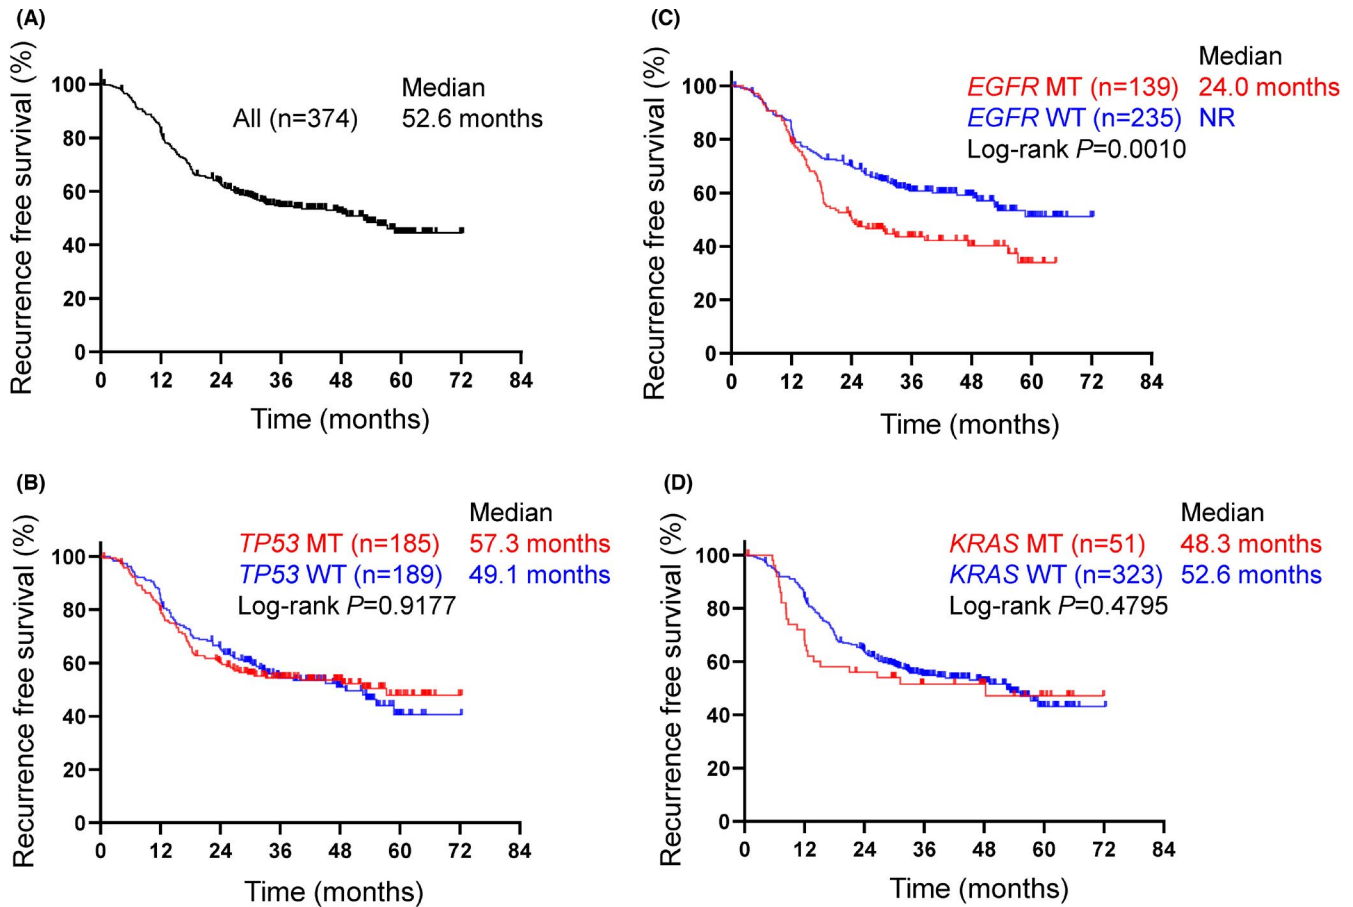 (A)
Recurrence free survival (%)
100
80
60
40
20
0
Median
All (n=374) 52.6 months
0 12 24 36 48 60 72 84
Time (months)
(C)
Recurrence free survival (%)
100
80
60
40
20
0
Median
EGFR MT (n=139) 24.0 months
EGFR WT (n=235) NR
Log-rank P=0.0010
0 12 24 36 48 60 72 84
Time (months)
(B)
Recurrence free survival (%)
100
80
60
40
20
0
Median
TP53 MT (n=185) 57.3 months
TP53 WT (n=189) 49.1 months
Log-rank P=0.9177
0 12 24 36 48 60 72 84
Time (months)
(D)
Recurrence free survival (%)
100
80
60
40
20
0
Median
KRAS MT (n=51) 48.3 months
KRAS WT (n=323) 52.6 months
Log-rank P=0.4795
0 12 24 36 48 60 72 84
Time (months)